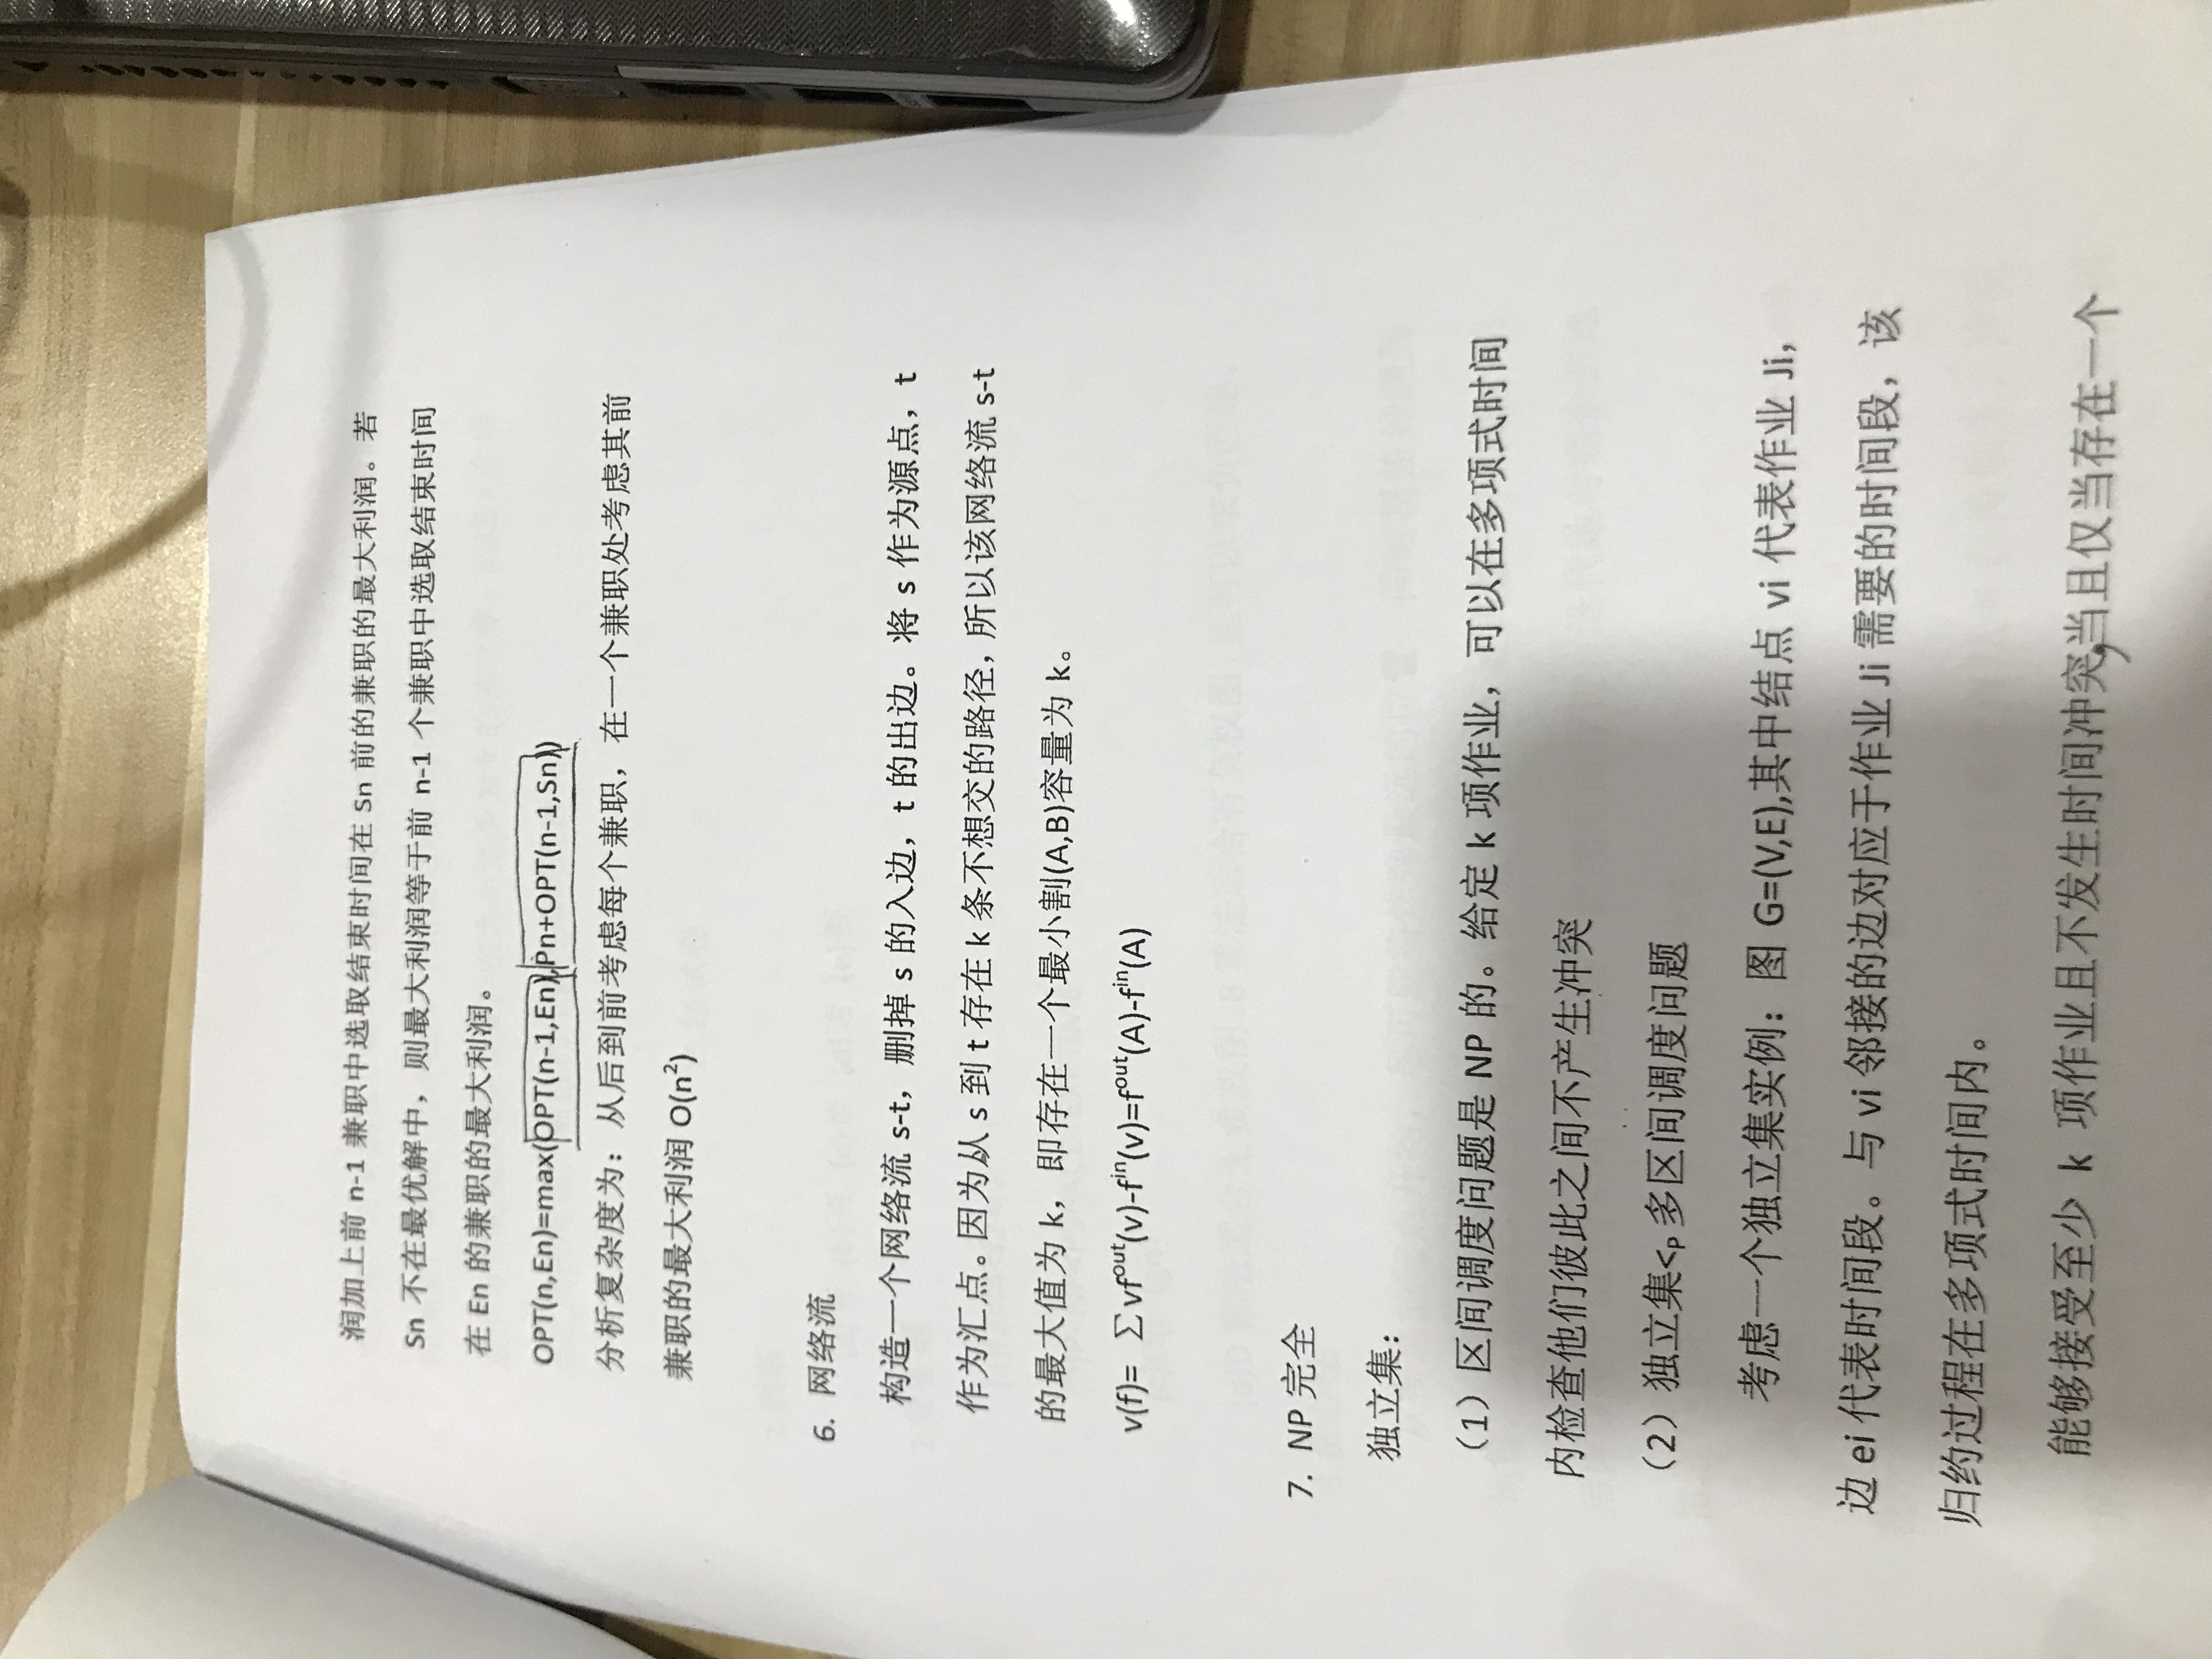 润加上前 n-1 兼职中选取结束时间在 Sn 前的兼职的最大利润。若
Sn 不在最优解中，则最大利润等于前 n-1 个兼职中选取结束时间
在 En 的兼职的最大利润。
OPT(n,En)=max(OPT(n-1,En),Pn+OPT(n-1,Sn))
分析复杂度为：从后到前考虑每个兼职，在一个兼职处考虑其前
兼职的最大利润 O(n²)
6. 网络流
构造一个网络流 s-t，删掉 s 的入边，t 的出边。将 s 作为源点，t
作为汇点。因为从 s 到 t 存在 k 条不想交的路径，所以该网络流 s-t
的最大值为 k，即存在一个最小割(A,B)容量为 k。
v(f)= ∑vf^out(v)-f^in(v)=f^out(A)-f^in(A)
7. NP 完全
独立集：
（1）区间调度问题是 NP 的。给定 k 项作业，可以在多项式时间
内检查他们彼此之间不产生冲突
（2）独立集<ₚ 多区间调度问题
考虑一个独立集实例：图 G=(V,E),其中结点 vi 代表作业 Ji，
边 ei 代表时间段。与 vi 邻接的边对应于作业 Ji 需要的时间段，该
归约过程在多项式时间内。
能够接受至少 k 项作业且不发生时间冲突,当且仅当存在一个